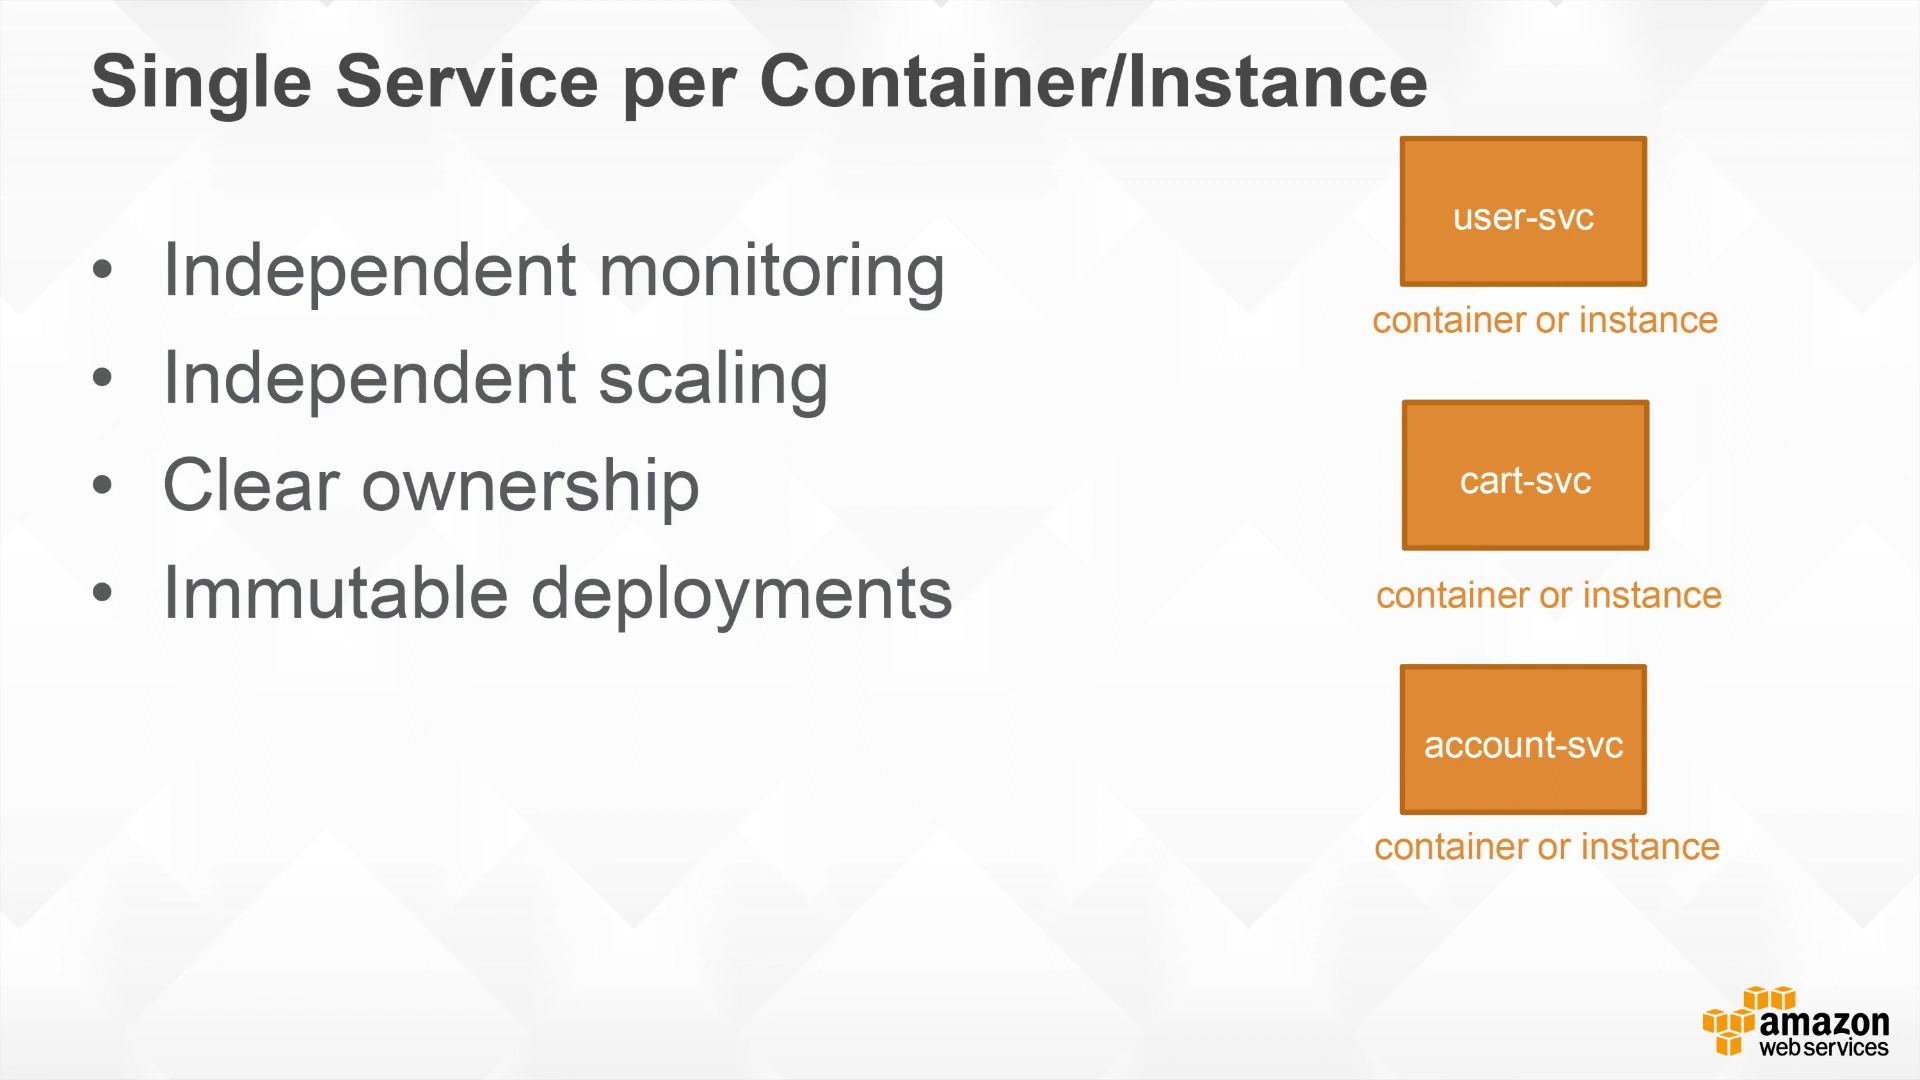 Single Service per Container/Instance
• Independent monitoring
• Independent scaling
• Clear ownership
• Immutable deployments
user-svc
container or instance
cart-svc
container or instance
account-svc
container or instance
amazon
web services